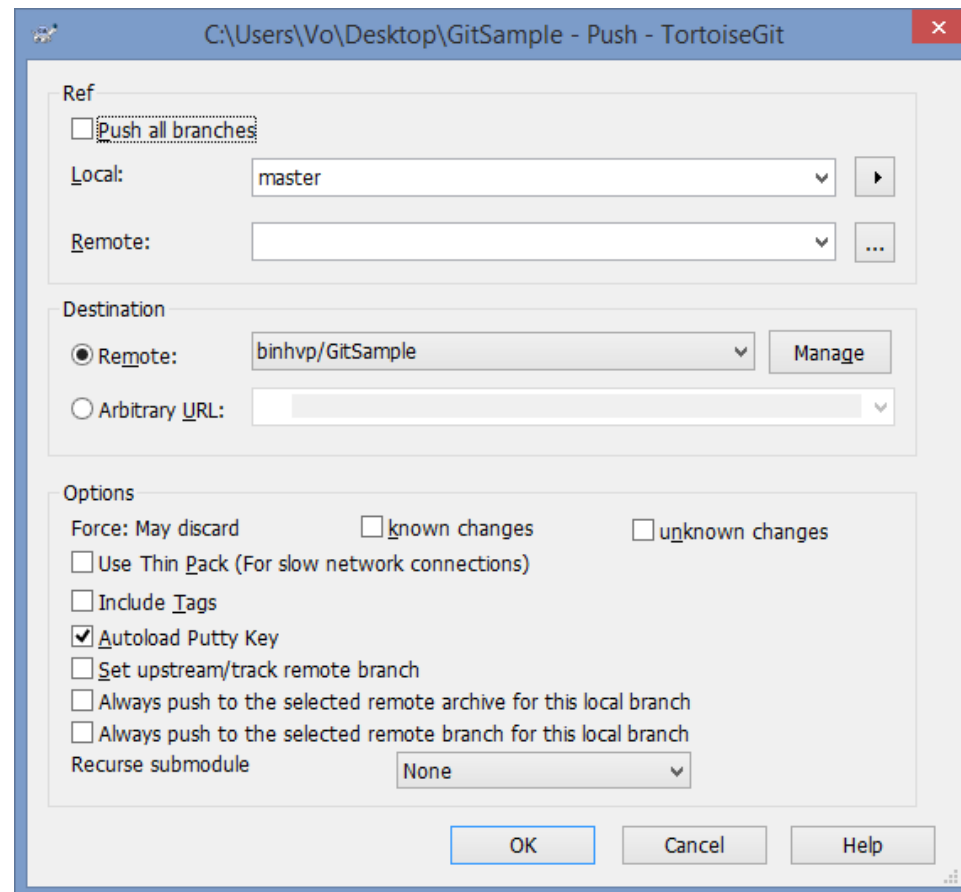 C:\Users\Vo\Desktop\GitSample - Push - TortoiseGit
Ref
Push all branches
Local: master
Remote: ...
Destination
Remote: binhvp/GitSample Manage
Arbitrary URL:
Options
Force: May discard known changes unknown changes
Use Thin Pack (For slow network connections)
Include Tags
Autoload Putty Key
Set upstream/track remote branch
Always push to the selected remote archive for this local branch
Always push to the selected remote branch for this local branch
Recurse submodule None
OK Cancel Help